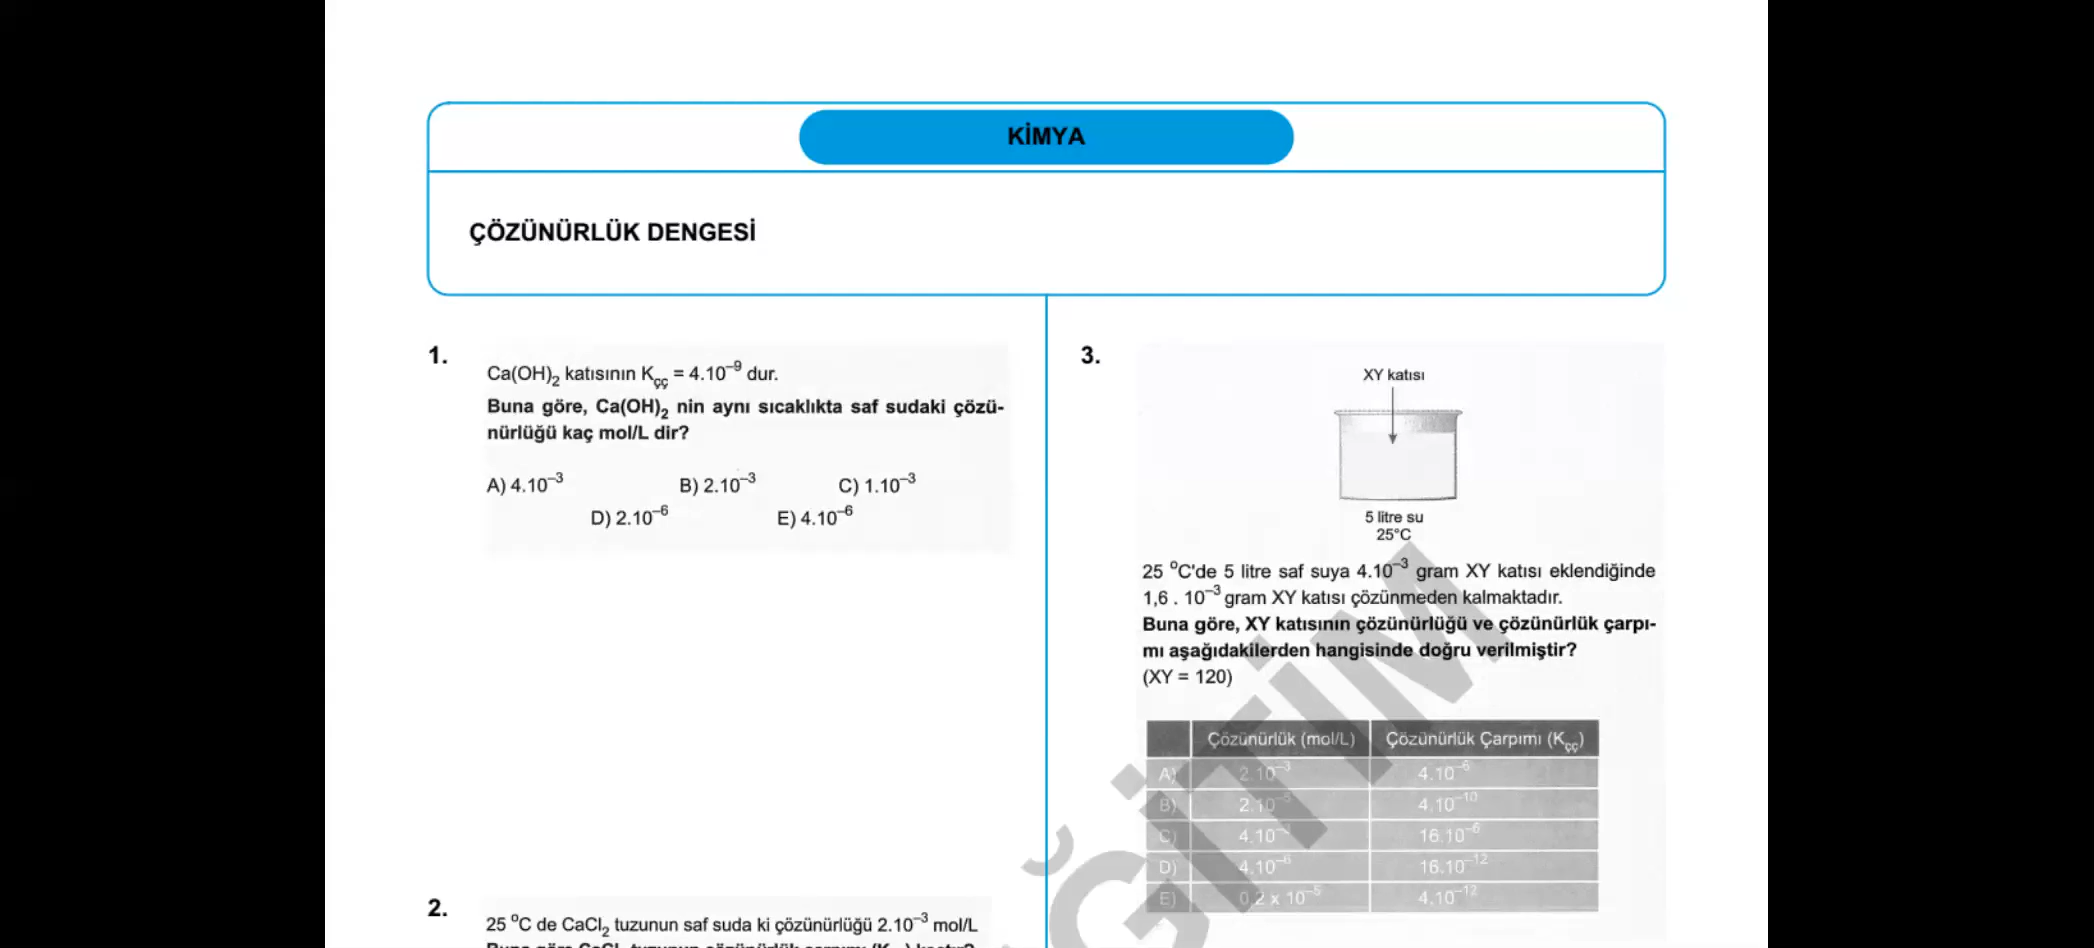 KİMYA
ÇÖZÜNÜRLÜK DENGESİ
1.
Ca(OH)₂ katısının Kçç = 4.10⁻⁹ dur.
Buna göre, Ca(OH)₂ nin aynı sıcaklıkta saf sudaki çözü-
nürlüğü kaç mol/L dir?
A) 4.10⁻³ B) 2.10⁻³ C) 1.10⁻³
D) 2.10⁻⁶ E) 4.10⁻⁶
2.
25 °C de CaCl₂ tuzunun saf suda ki çözünürlüğü 2.10⁻³ mol/L
3.
XY katısı
5 litre su
25°C
25 °C'de 5 litre saf suya 4.10⁻³ gram XY katısı eklendiğinde
1,6 . 10⁻³ gram XY katısı çözünmeden kalmaktadır.
Buna göre, XY katısının çözünürlüğü ve çözünürlük çarpı-
mı aşağıdakilerden hangisinde doğru verilmiştir?
(XY = 120)
Çözünürlük (mol/L) Çözünürlük Çarpımı (Kçç)
A) 2.10⁻³ 4.10⁻⁶
B) 2.10⁻⁵ 4.10⁻¹⁰
C) 16.10⁻⁶
D) 4.10⁻⁶ 16.10⁻¹²
E) 0,2 x 10⁻⁵ 4.10⁻¹²
ĞİTİM